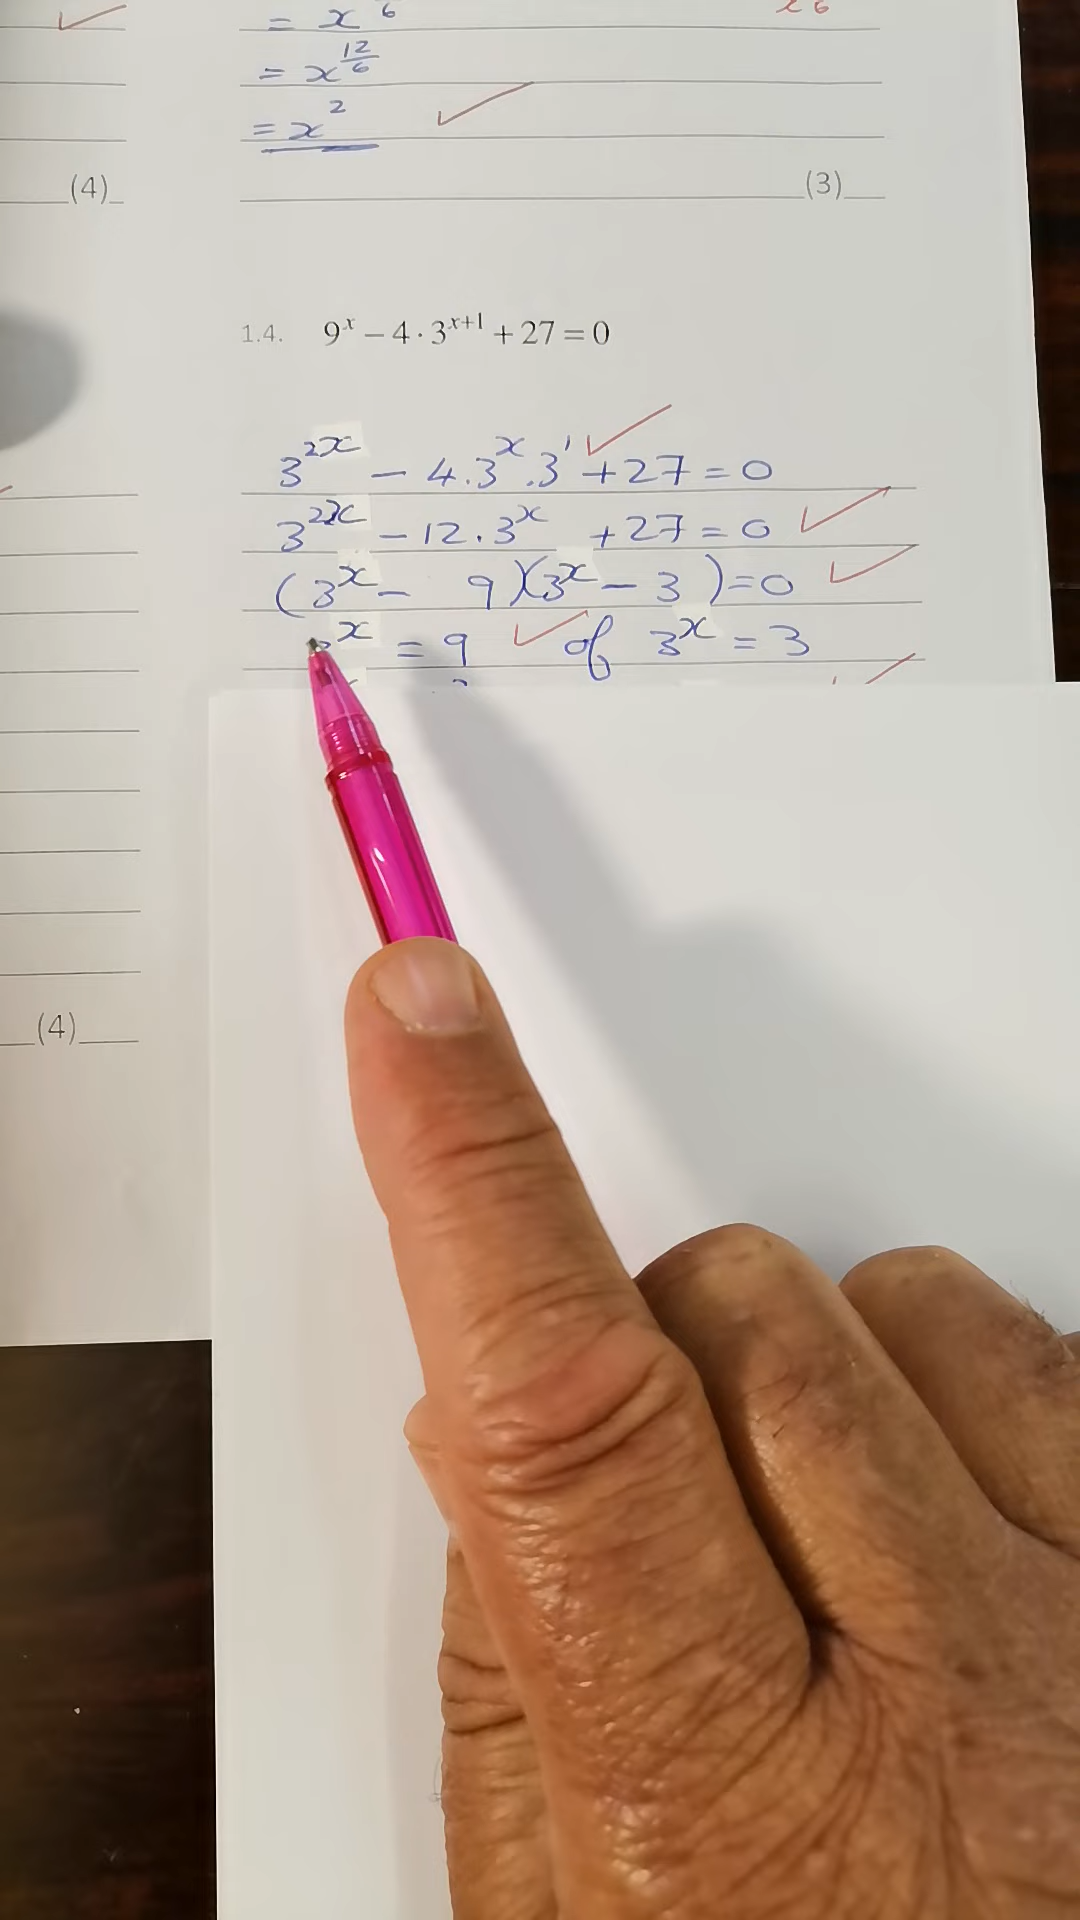 = x^6
x 6
= x^{12/6}
= x^2
(4)
(3)
1.4. 9^x − 4 · 3^{x+1} + 27 = 0
3^{2x} − 4.3^x.3^1 + 27 = 0
3^{2x} − 12.3^x + 27 = 0
(3^x − 9)(3^x − 3) = 0
^x = 9 of 3^x = 3
(4)